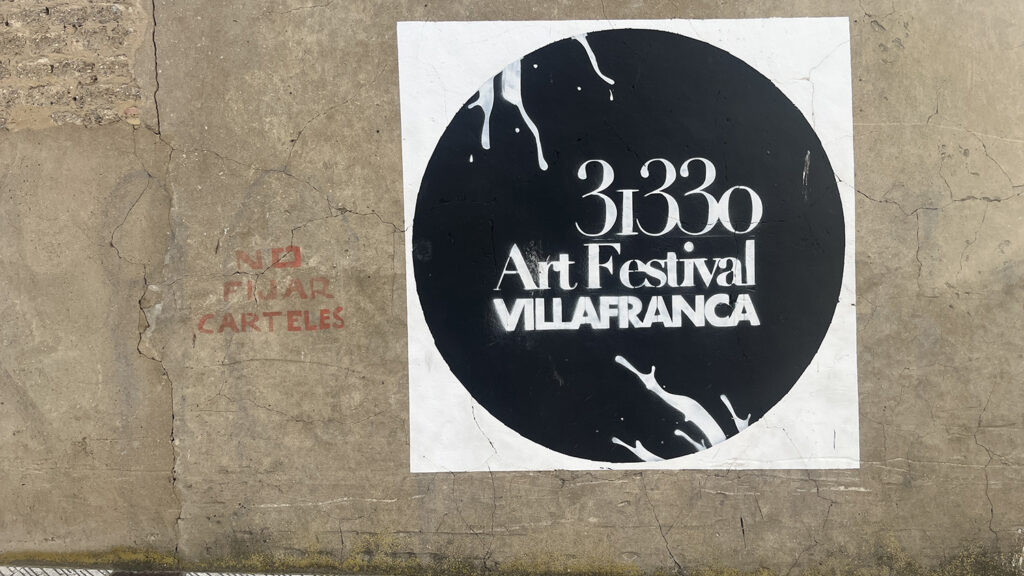 NO
FIJAR
CARTELES
31330
Art Festival
VILLAFRANCA